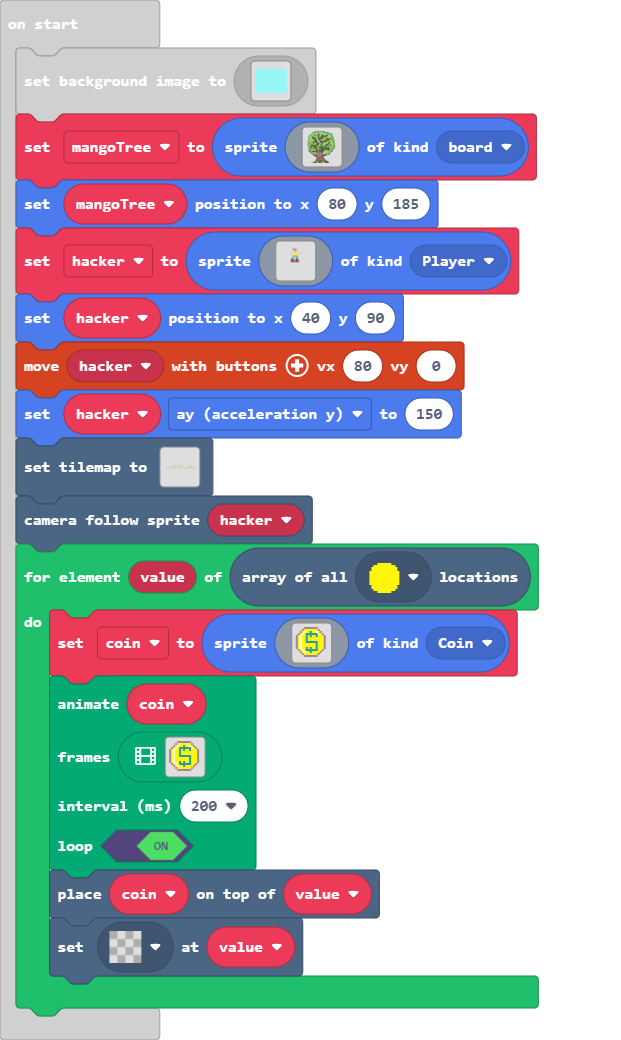 on start
set background image to
set mangoTree to sprite of kind board
set mangoTree position to x 80 y 185
set hacker to sprite of kind Player
set hacker position to x 40 y 90
move hacker with buttons vx 80 vy 0
set hacker ay (acceleration y) to 150
set tilemap to
camera follow sprite hacker
for element value of array of all locations
do
set coin to sprite $ of kind Coin
animate coin
frames $
interval (ms) 200
loop ON
place coin on top of value
set at value